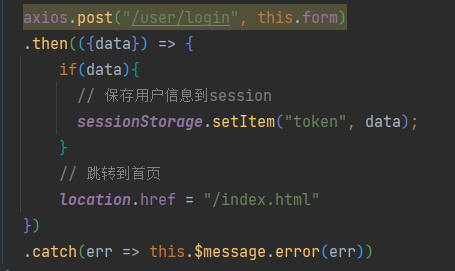 axios.post("/user/login", this.form)
.then(({data}) => {
if(data){
// 保存用户信息到session
sessionStorage.setItem("token", data);
}
// 跳转到首页
location.href = "/index.html"
})
.catch(err => this.$message.error(err))